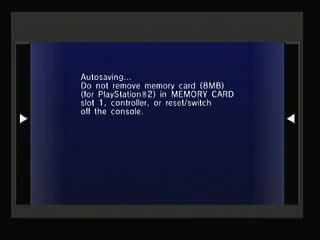 Autosaving...
Do not remove memory card (8MB)
(for PlayStation®2) in MEMORY CARD
slot 1, controller, or reset/switch
off the console.